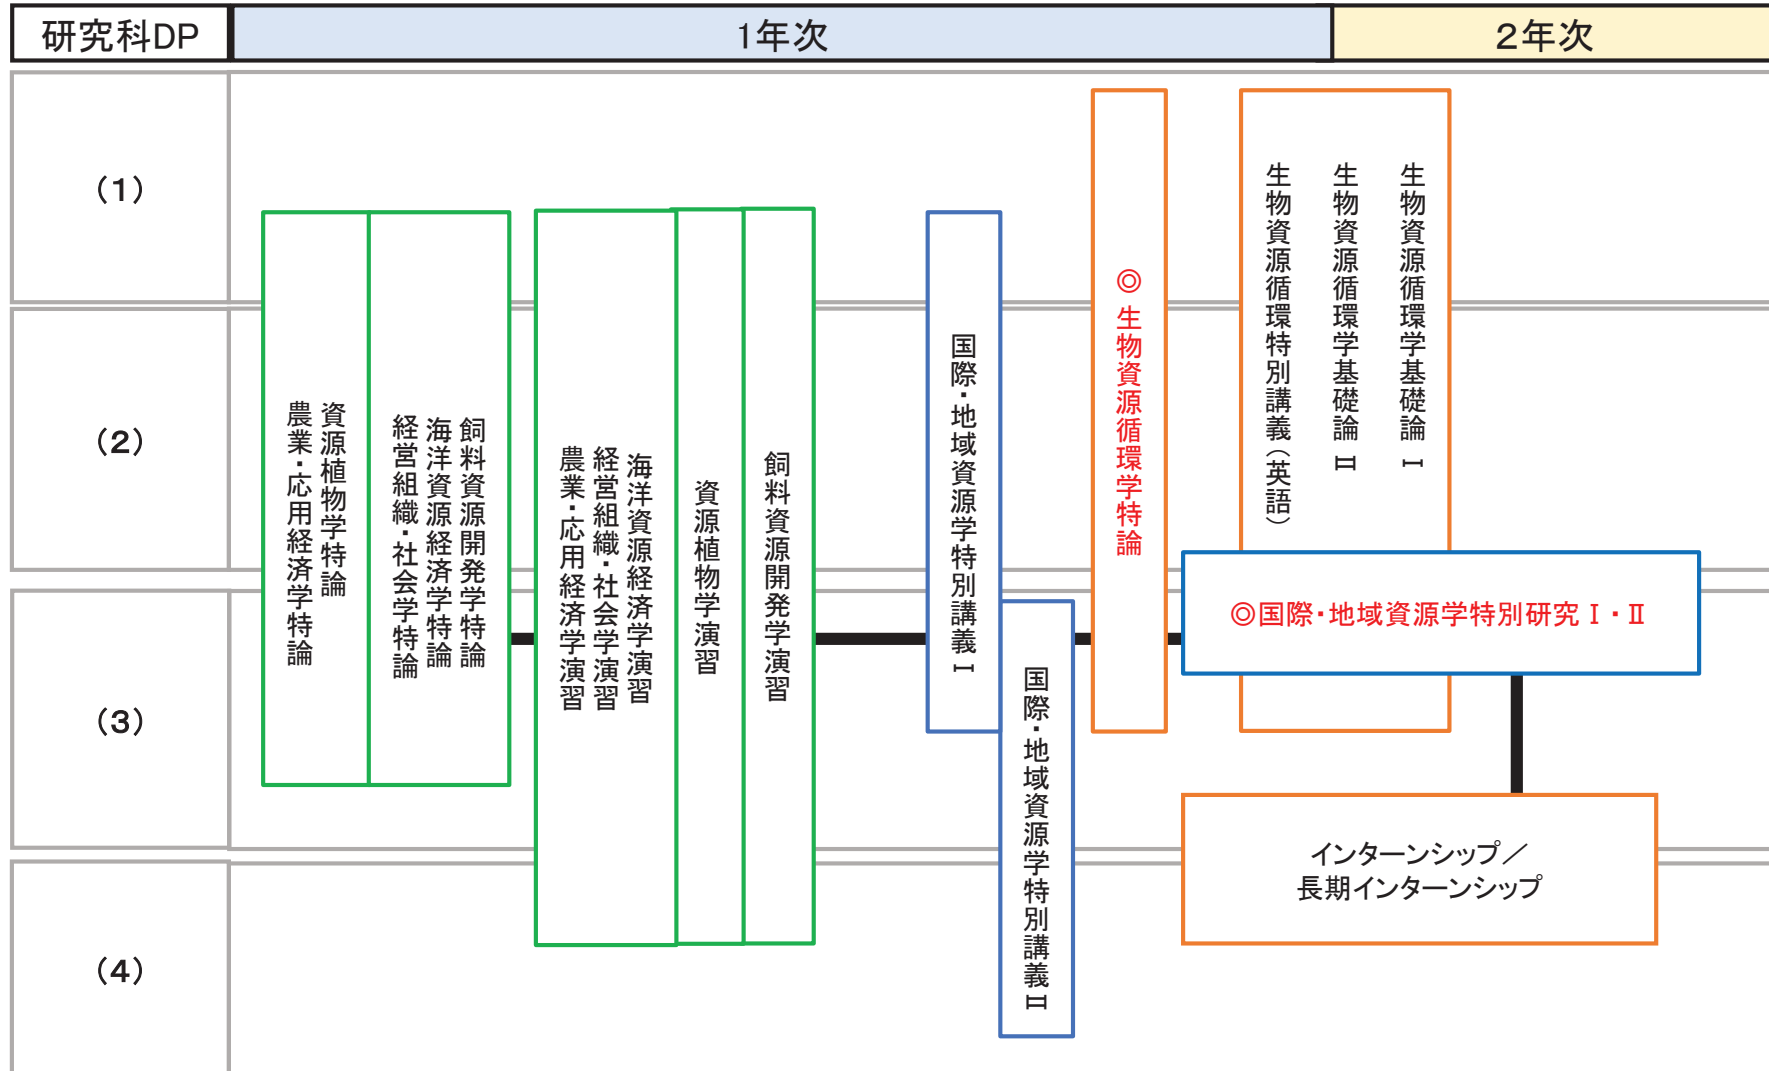 研究科DP
1年次
2年次
(1)
(2)
(3)
(4)
農業・応用経済学特論
資源植物学特論
経営組織・社会学特論
海洋資源経済学特論
飼料資源開発学特論
農業・応用経済学演習
経営組織・社会学演習
海洋資源経済学演習
資源植物学演習
飼料資源開発学演習
国際・地域資源学特別講義Ⅰ
国際・地域資源学特別講義Ⅱ
◎生物資源循環学特論
生物資源循環特別講義(英語)
生物資源循環学基礎論 Ⅱ
生物資源循環学基礎論 Ⅰ
◎国際・地域資源学特別研究Ⅰ・Ⅱ
インターンシップ/
長期インターンシップ